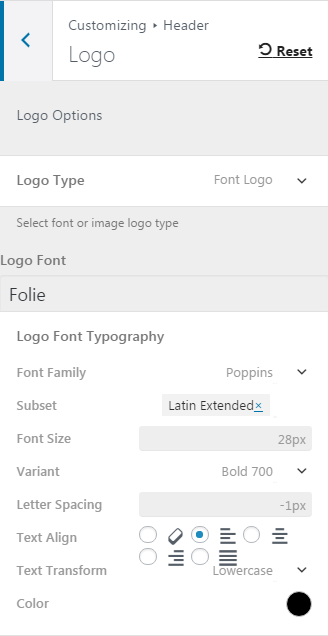 Customizing ▸ Header
Logo
Reset
Logo Options
Logo Type Font Logo
Select font or image logo type
Logo Font
Folie
Logo Font Typography
Font Family Poppins
Subset Latin Extended×
Font Size 28px
Variant Bold 700
Letter Spacing -1px
Text Align
Text Transform Lowercase
Color